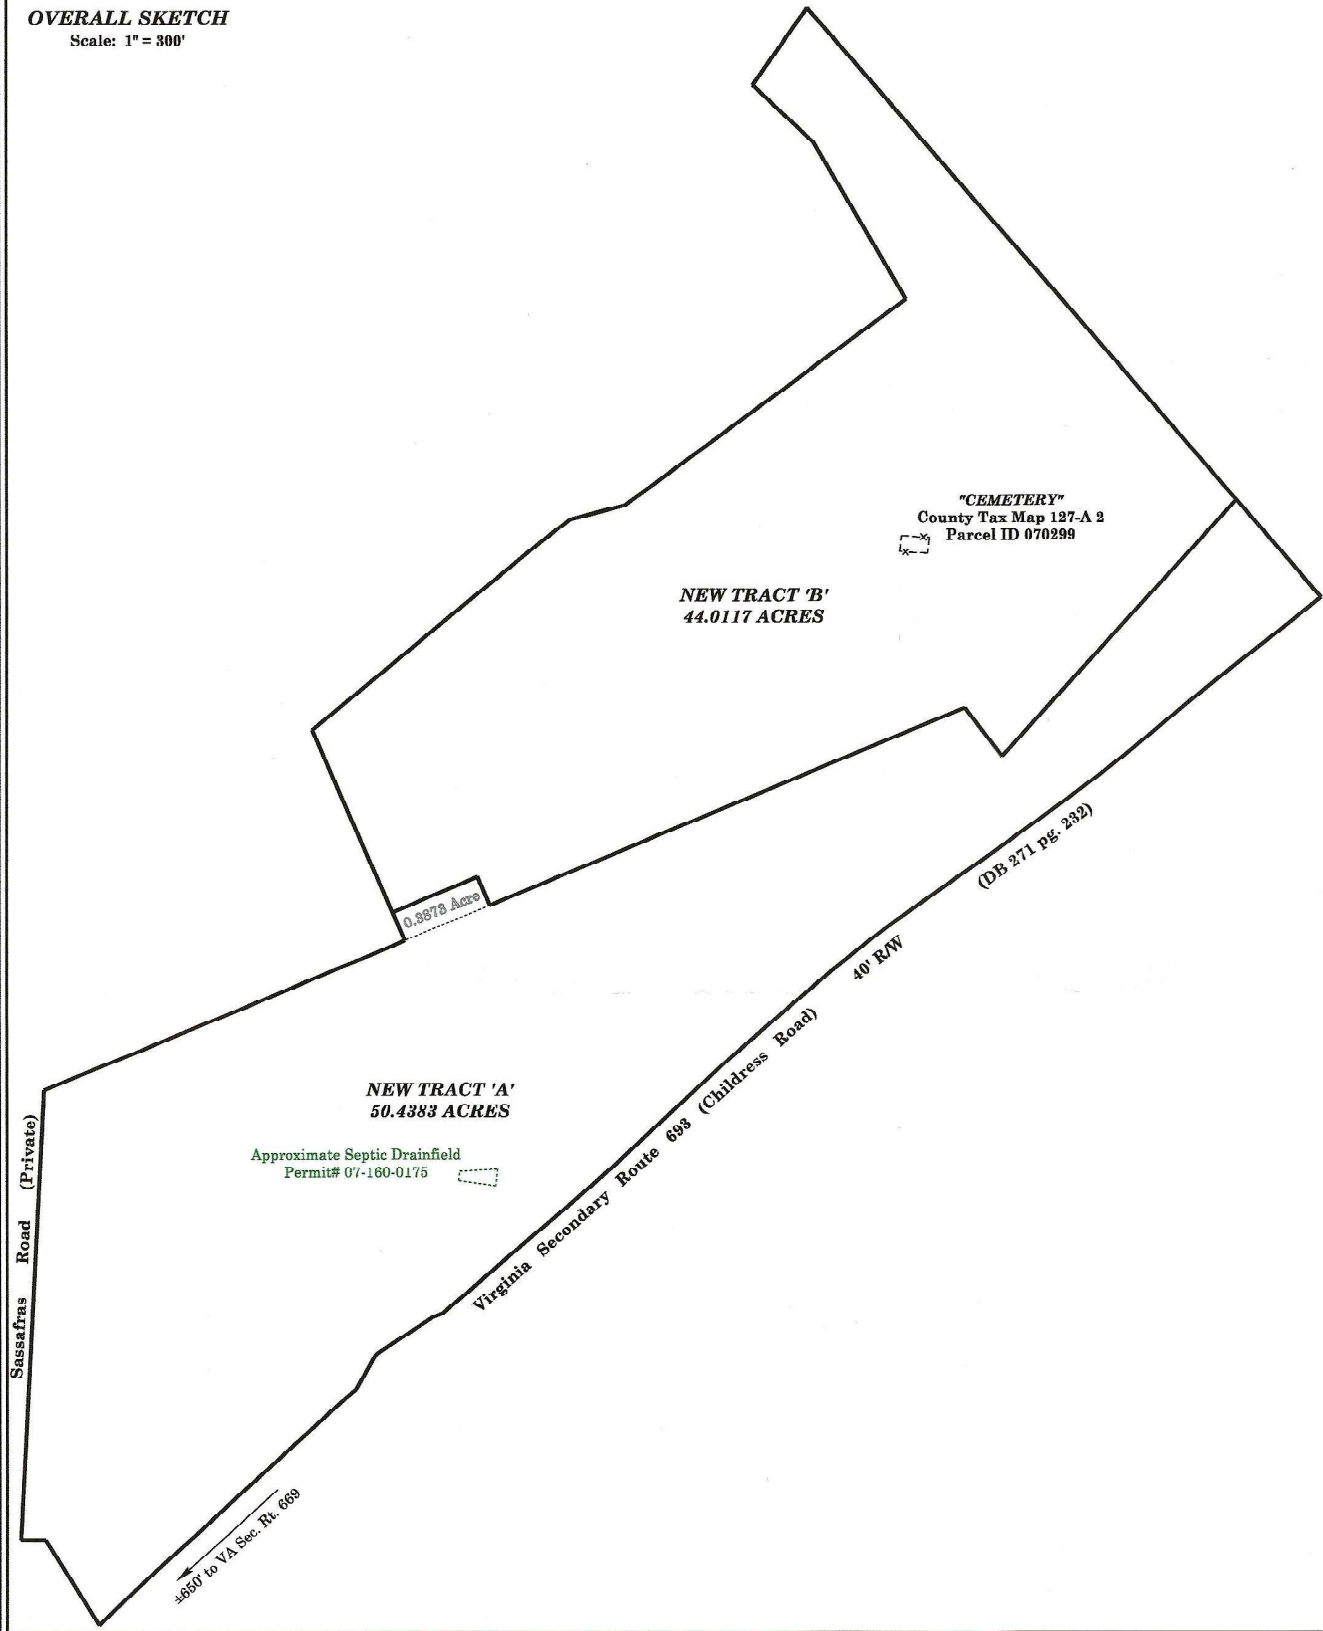 OVERALL SKETCH
Scale: 1" = 300'
"CEMETERY"
County Tax Map 127-A 2
Parcel ID 070299
NEW TRACT 'B'
44.0117 ACRES
0.3873 Acre
(DB 271 pg. 232)
40' R/W
Virginia Secondary Route 693 (Childress Road)
NEW TRACT 'A'
50.4383 ACRES
Approximate Septic Drainfield
Permit# 07-160-0175
Sassafras Road (Private)
±650' to VA Sec. Rt. 669